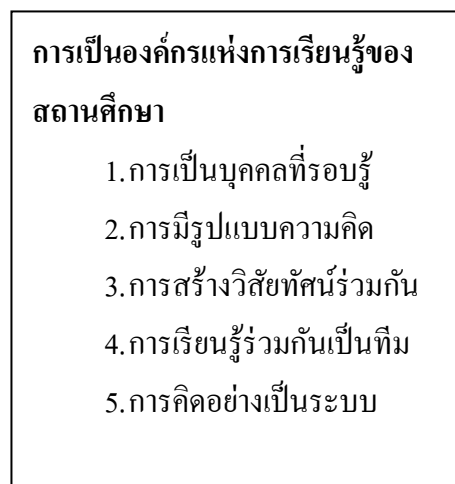 การเป็นองค์กรแห่งการเรียนรู้ของ
สถานศึกษา
1.การเป็นบุคคลที่รอบรู้
2.การมีรูปแบบความคิด
3.การสร้างวิสัยทัศน์ร่วมกัน
4.การเรียนรู้ร่วมกันเป็นทีม
5.การคิดอย่างเป็นระบบ